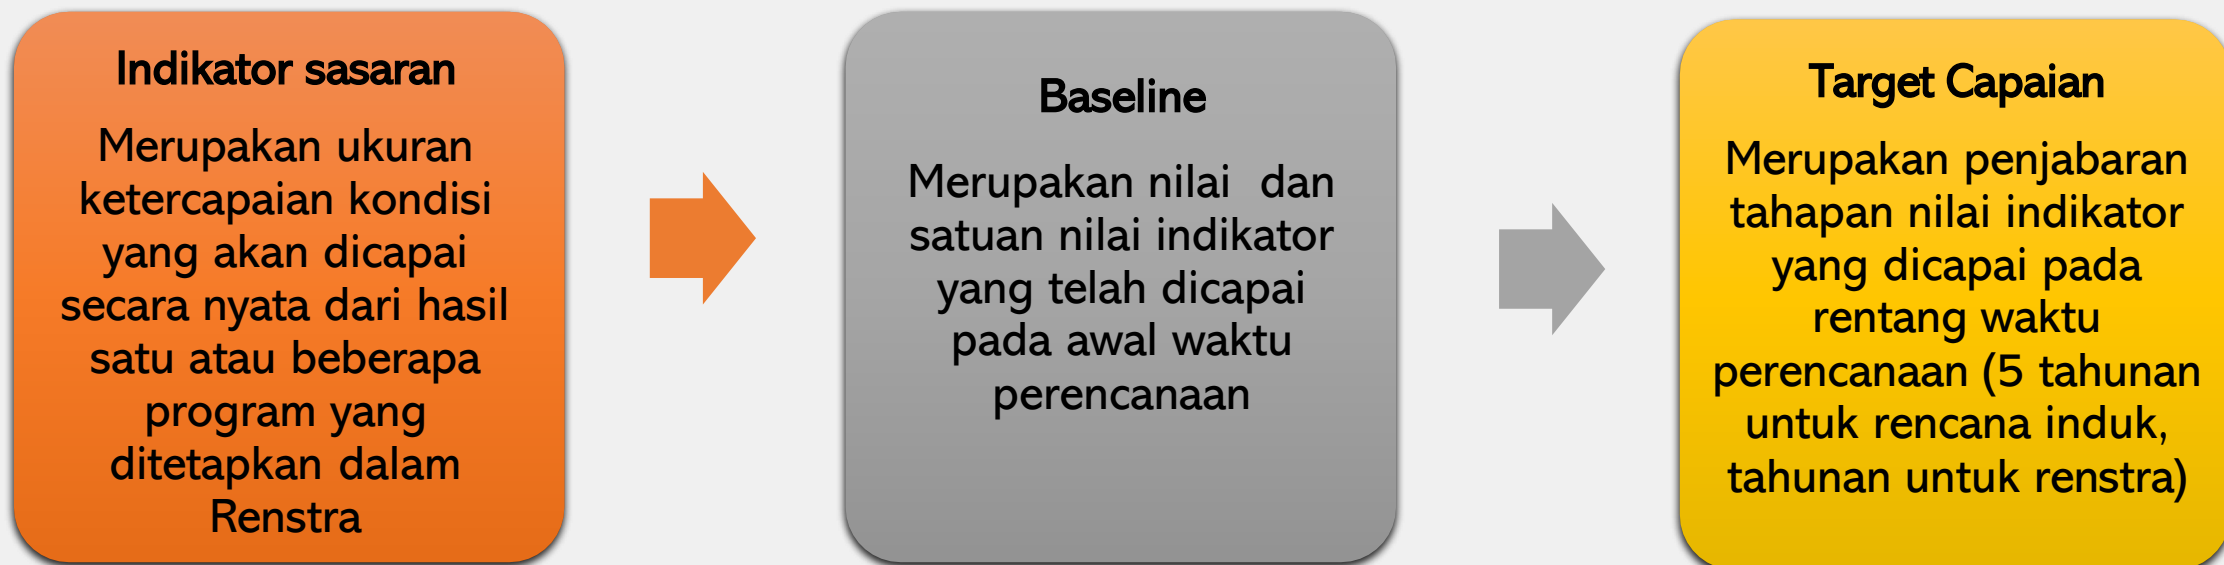 Indikator sasaran
Merupakan ukuran
ketercapaian kondisi
yang akan dicapai
secara nyata dari hasil
satu atau beberapa
program yang
ditetapkan dalam
Renstra
Baseline
Merupakan nilai  dan
satuan nilai indikator
yang telah dicapai
pada awal waktu
perencanaan
Target Capaian
Merupakan penjabaran
tahapan nilai indikator
yang dicapai pada
rentang waktu
perencanaan (5 tahunan
untuk rencana induk,
tahunan untuk renstra)